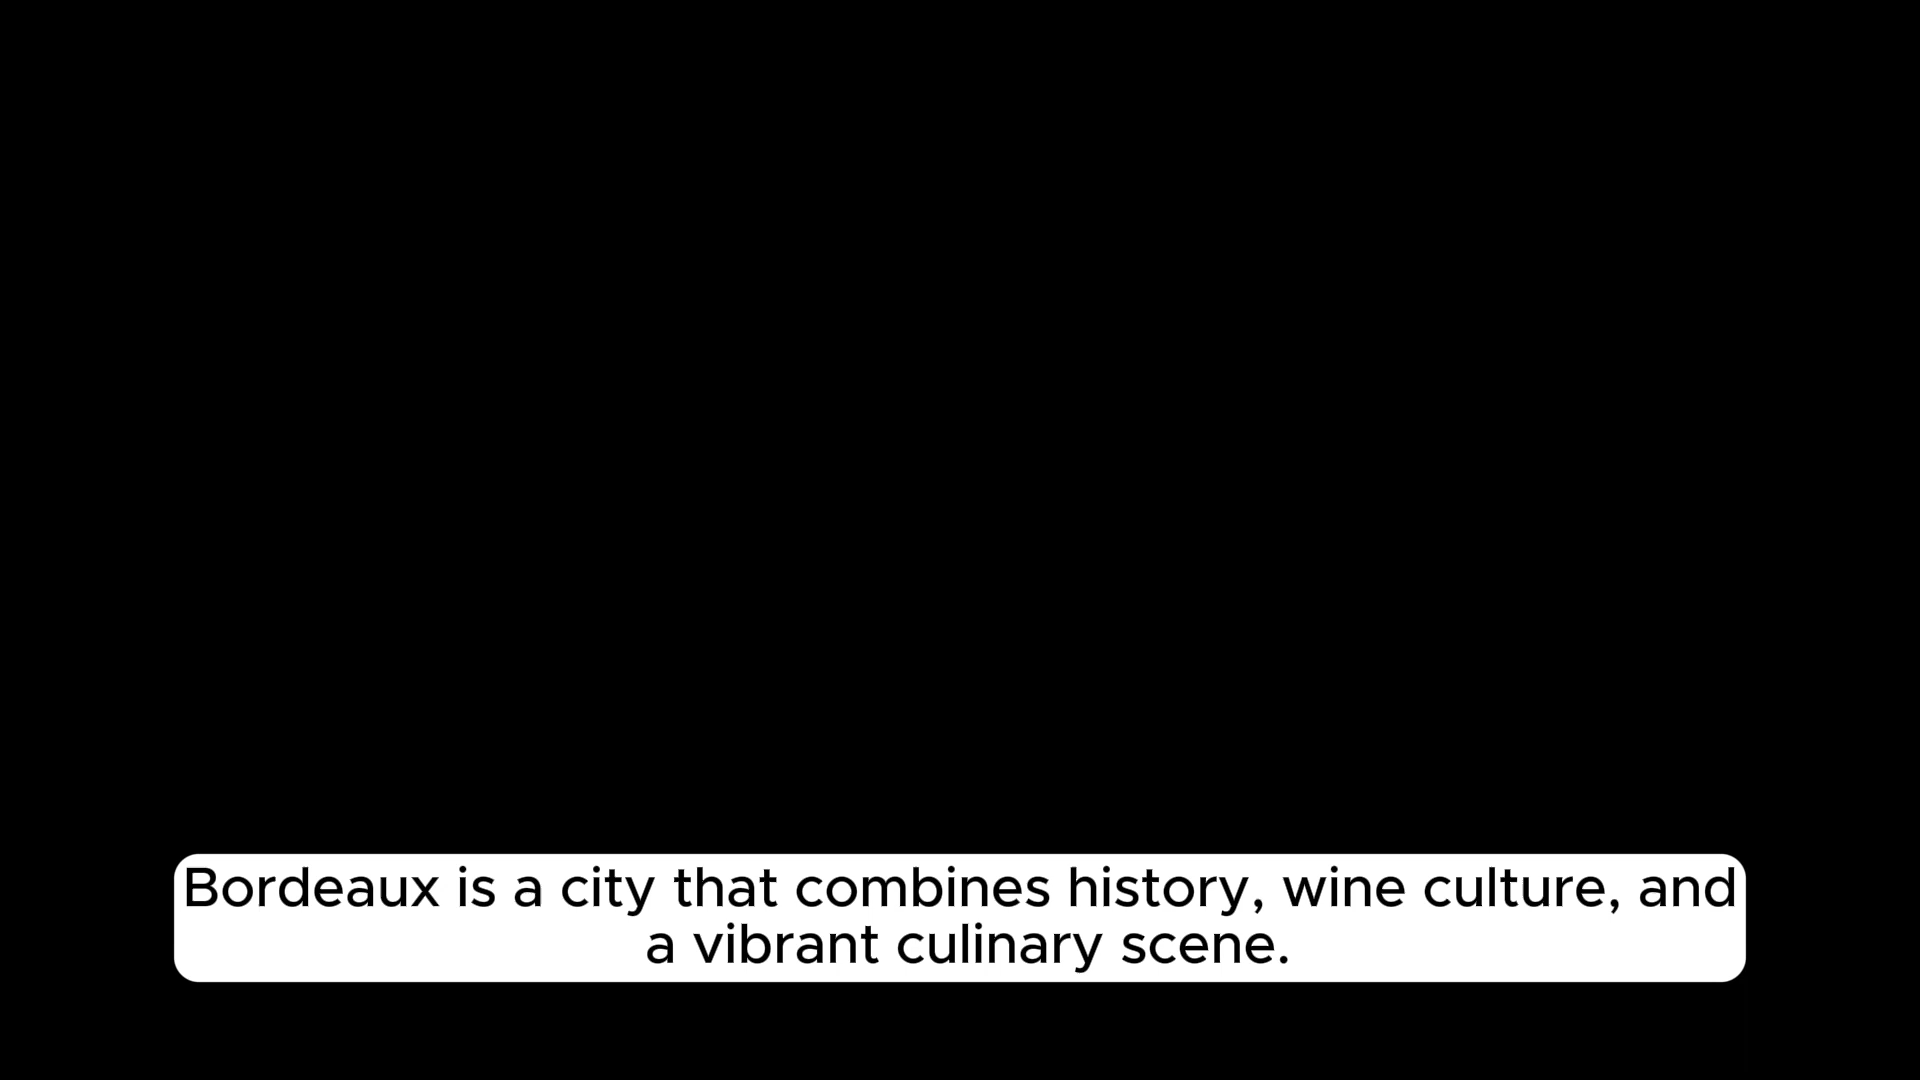 Bordeaux is a city that combines history, wine culture, and
a vibrant culinary scene.